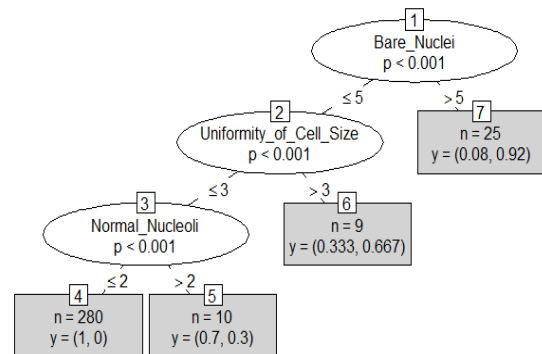 1
Bare_Nuclei
p < 0.001
≤ 5
> 5
2
Uniformity_of_Cell_Size
p < 0.001
7
n = 25
y = (0.08, 0.92)
≤ 3
> 3
3
Normal_Nucleoli
p < 0.001
6
n = 9
y = (0.333, 0.667)
≤ 2
> 2
4
n = 280
y = (1, 0)
5
n = 10
y = (0.7, 0.3)